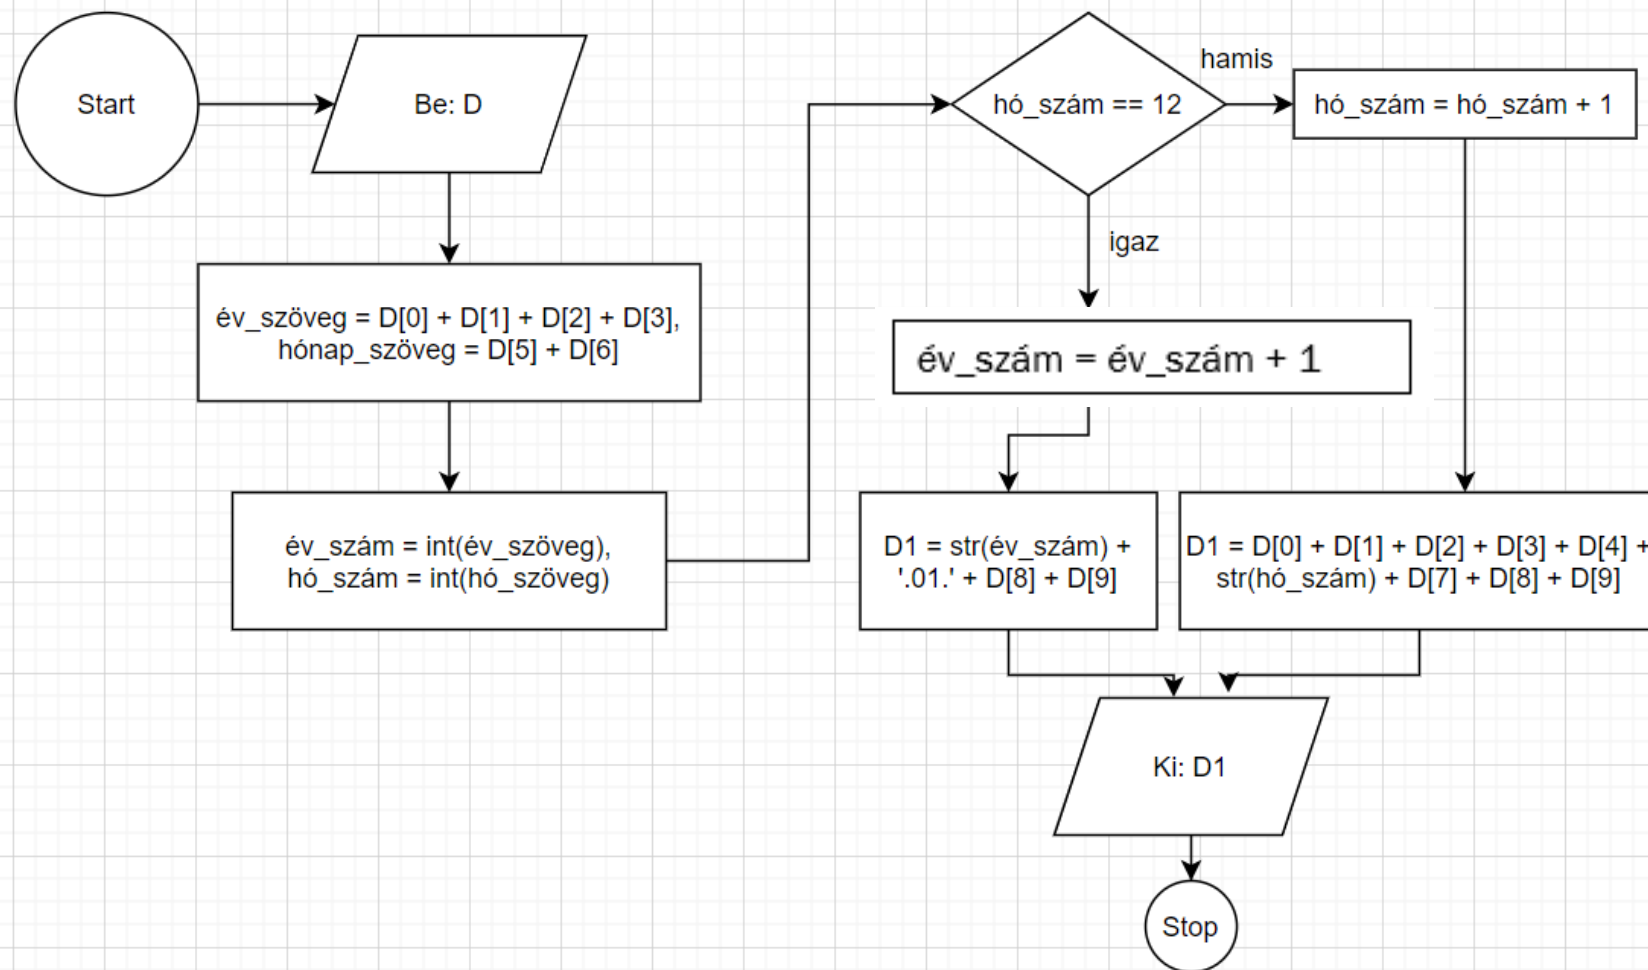 Start
Be: D
év_szöveg = D[0] + D[1] + D[2] + D[3],
hónap_szöveg = D[5] + D[6]
év_szám = int(év_szöveg),
hó_szám = int(hó_szöveg)
hó_szám == 12
hamis
hó_szám = hó_szám + 1
igaz
év_szám = év_szám + 1
D1 = str(év_szám) +
'.01.' + D[8] + D[9]
D1 = D[0] + D[1] + D[2] + D[3] + D[4] +
str(hó_szám) + D[7] + D[8] + D[9]
Ki: D1
Stop